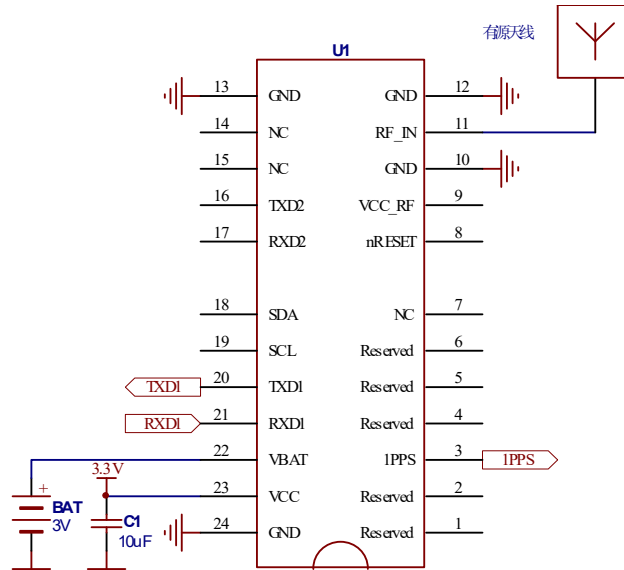 有源天线
U1
13 GND GND 12
14 NC RF_IN 11
15 NC GND 10
16 TXD2 VCC_RF 9
17 RXD2 nRESET 8
18 SDA NC 7
19 SCL Reserved 6
TXD1 20 TXD1 Reserved 5
RXD1 21 RXD1 Reserved 4
22 VBAT 1PPS 3 1PPS
3.3V
23 VCC Reserved 2
+
BAT
3V
C1
10uF
24 GND Reserved 1